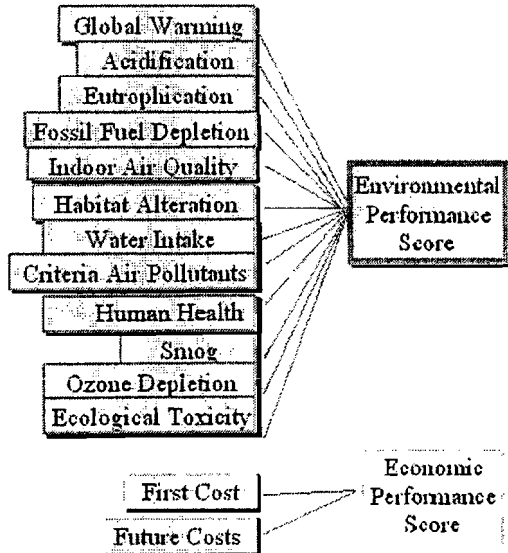 Global Warming
Acidification
Eutrophication
Fossil Fuel Depletion
Indoor Air Quality
Habitat Alteration
Water Intake
Criteria Air Pollutants
Human Health
Smog
Ozone Depletion
Ecological Toxicity
Environmental
Performance
Score
First Cost
Future Costs
Economic
Performance
Score